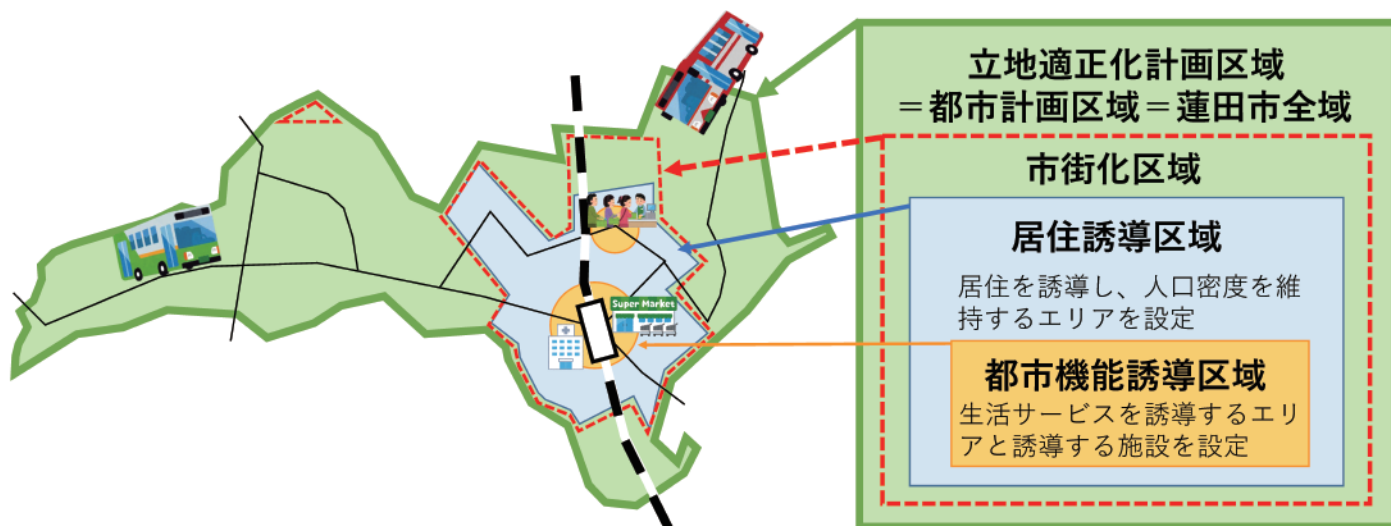 立地適正化計画区域
＝都市計画区域＝蓮田市全域
市街化区域
居住誘導区域
居住を誘導し、人口密度を維
持するエリアを設定
都市機能誘導区域
生活サービスを誘導するエリ
アと誘導する施設を設定
Super Market